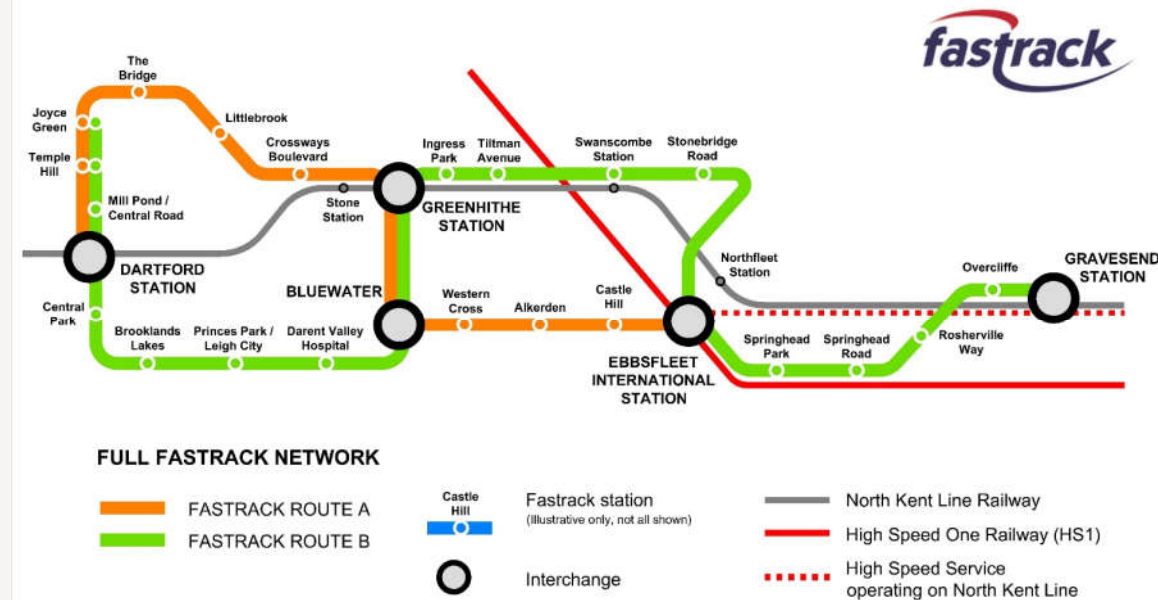 fastrack
The
Bridge
Joyce
Green
Littlebrook
Temple
Hill
Crossways
Boulevard
Ingress
Park
Tiltman
Avenue
Swanscombe
Station
Stonebridge
Road
Mill Pond /
Central Road
Stone
Station
GREENHITHE
STATION
DARTFORD
STATION
BLUEWATER
Northfleet
Station
Overcliffe
GRAVESEND
STATION
Central
Park
Brooklands
Lakes
Princes Park /
Leigh City
Darent Valley
Hospital
Western
Cross
Alkerden
Castle
Hill
EBBSFLEET
INTERNATIONAL
STATION
Springhead
Park
Springhead
Road
Rosherville
Way
FULL FASTRACK NETWORK
FASTRACK ROUTE A
FASTRACK ROUTE B
Castle
Hill
Fastrack station
(Illustrative only, not all shown)
Interchange
North Kent Line Railway
High Speed One Railway (HS1)
High Speed Service
operating on North Kent Line